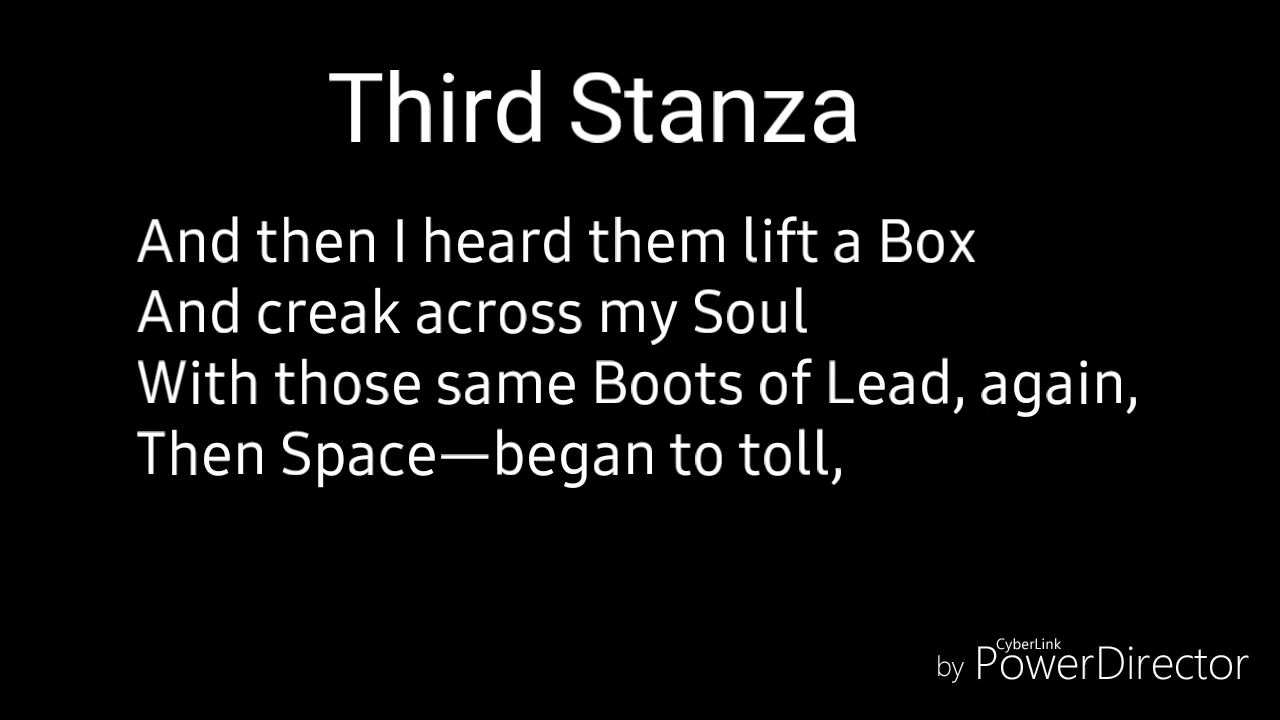 Third Stanza
And then I heard them lift a Box
And creak across my Soul
With those same Boots of Lead, again,
Then Space—began to toll,
CyberLink
by PowerDirector